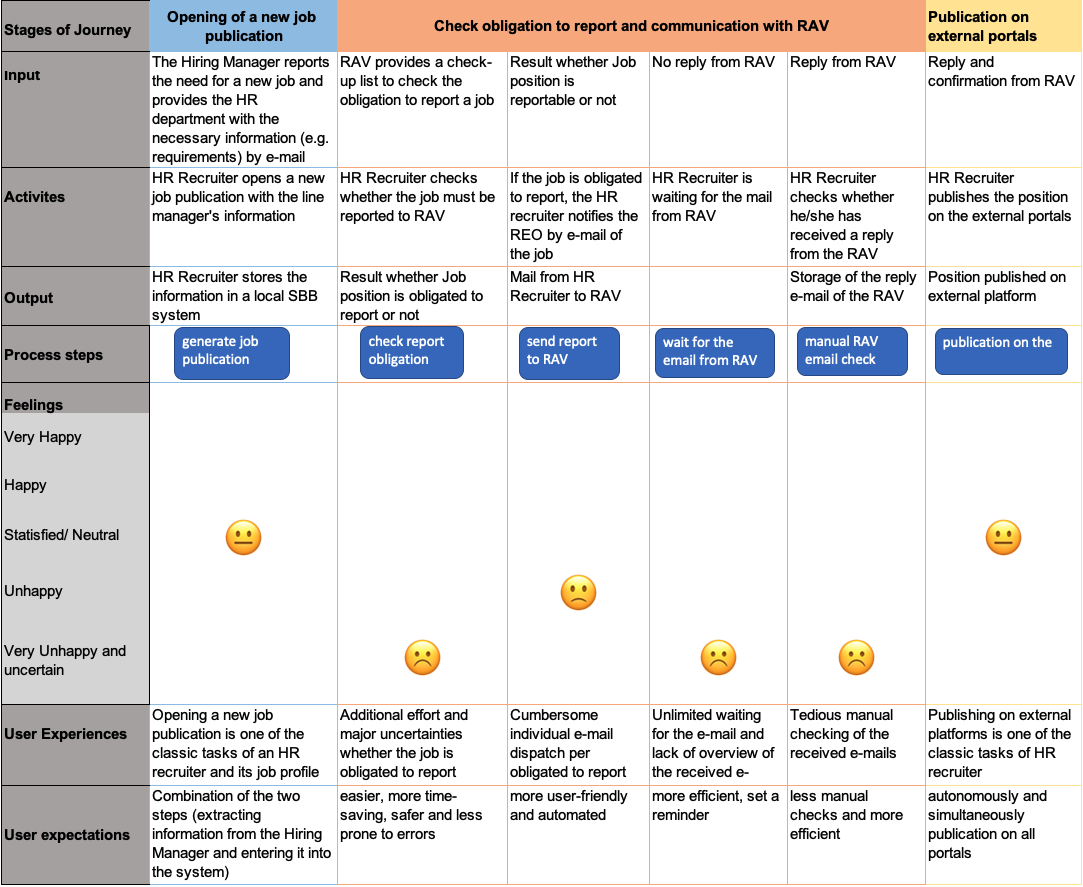 Stages of Journey
Opening of a new job
publication
Check obligation to report and communication with RAV
Publication on
external portals
Input
The Hiring Manager reports
the need for a new job and
provides the HR
department with the
necessary information (e.g.
requirements) by e-mail
RAV provides a check-
up list to check the
obligation to report a job
Result whether Job
position is
reportable or not
No reply from RAV
Reply from RAV
Reply and
confirmation from RAV
Activites
HR Recruiter opens a new
job publication with the line
manager's information
HR Recruiter checks
whether the job must be
reported to RAV
If the job is obligated
to report, the HR
recruiter notifies the
REO by e-mail of
the job
HR Recruiter is
waiting for the mail
from RAV
HR Recruiter
checks whether
he/she has
received a reply
from the RAV
HR Recruiter
publishes the position
on the external portals
Output
HR Recruiter stores the
information in a local SBB
system
Result whether Job
position is obligated to
report or not
Mail from HR
Recruiter to RAV
Storage of the reply
e-mail of the RAV
Position published on
external platform
Process steps
generate job
publication
check report
obligation
send report
to RAV
wait for the
email from RAV
manual RAV
email check
publication on the
Feelings
Very Happy
Happy
Statisfied/ Neutral
Unhappy
Very Unhappy and
uncertain
User Experiences
Opening a new job
publication is one of the
classic tasks of an HR
recruiter and its job profile
Additional effort and
major uncertainties
whether the job is
obligated to report
Cumbersome
individual e-mail
dispatch per
obligated to report
Unlimited waiting
for the e-mail and
lack of overview of
the received e-
Tedious manual
checking of the
received e-mails
Publishing on external
platforms is one of the
classic tasks of HR
recruiter
User expectations
Combination of the two
steps (extracting
information from the Hiring
Manager and entering it into
the system)
easier, more time-
saving, safer and less
prone to errors
more user-friendly
and automated
more efficient, set a
reminder
less manual
checks and more
efficient
autonomously and
simultaneously
publication on all
portals